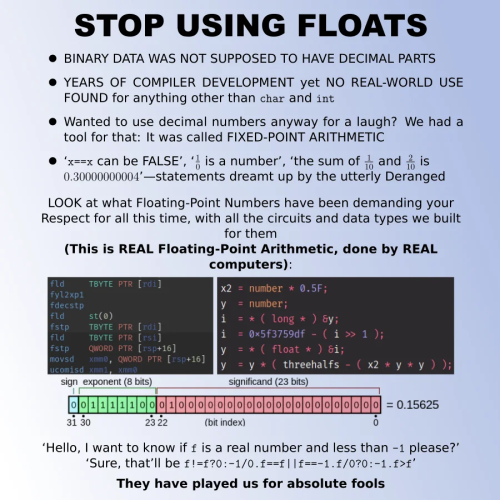 STOP USING FLOATS
● BINARY DATA WAS NOT SUPPOSED TO HAVE DECIMAL PARTS
● YEARS OF COMPILER DEVELOPMENT yet NO REAL-WORLD USE
FOUND for anything other than char and int
● Wanted to use decimal numbers anyway for a laugh? We had a
tool for that: It was called FIXED-POINT ARITHMETIC
● ‘x==x can be FALSE’, ‘1/0 is a number’, ‘the sum of 1/10 and 2/10 is
0.30000000004’—statements dreamt up by the utterly Deranged
LOOK at what Floating-Point Numbers have been demanding your
Respect for all this time, with all the circuits and data types we built
for them
(This is REAL Floating-Point Arithmetic, done by REAL
computers):
fld TBYTE PTR [rdi]
fyl2xp1
fdecstp
fld st(0)
fstp TBYTE PTR [rdi]
fld TBYTE PTR [rsi]
fstp QWORD PTR [rsp+16]
movsd xmm0, QWORD PTR [rsp+16]
ucomisd xmm1, xmm0
x2 = number * 0.5F;
y = number;
i = * ( long * ) &y;
i = 0×5f3759df - ( i >> 1 );
y = * ( float * ) &i;
y = y * ( threehalfs - ( x2 * y * y ) );
sign exponent (8 bits) significand (23 bits)
0 0 1 1 1 1 1 0 0 0 1 0 0 0 0 0 0 0 0 0 0 0 0 0 0 0 0 0 0 0 0 0 = 0.15625
31 30 23 22 (bit index) 0
‘Hello, I want to know if f is a real number and less than −1 please?’
‘Sure, that’ll be f!=f?0:-1/0.f==f||f==-1.f/0?0:-1.f>f’
They have played us for absolute fools